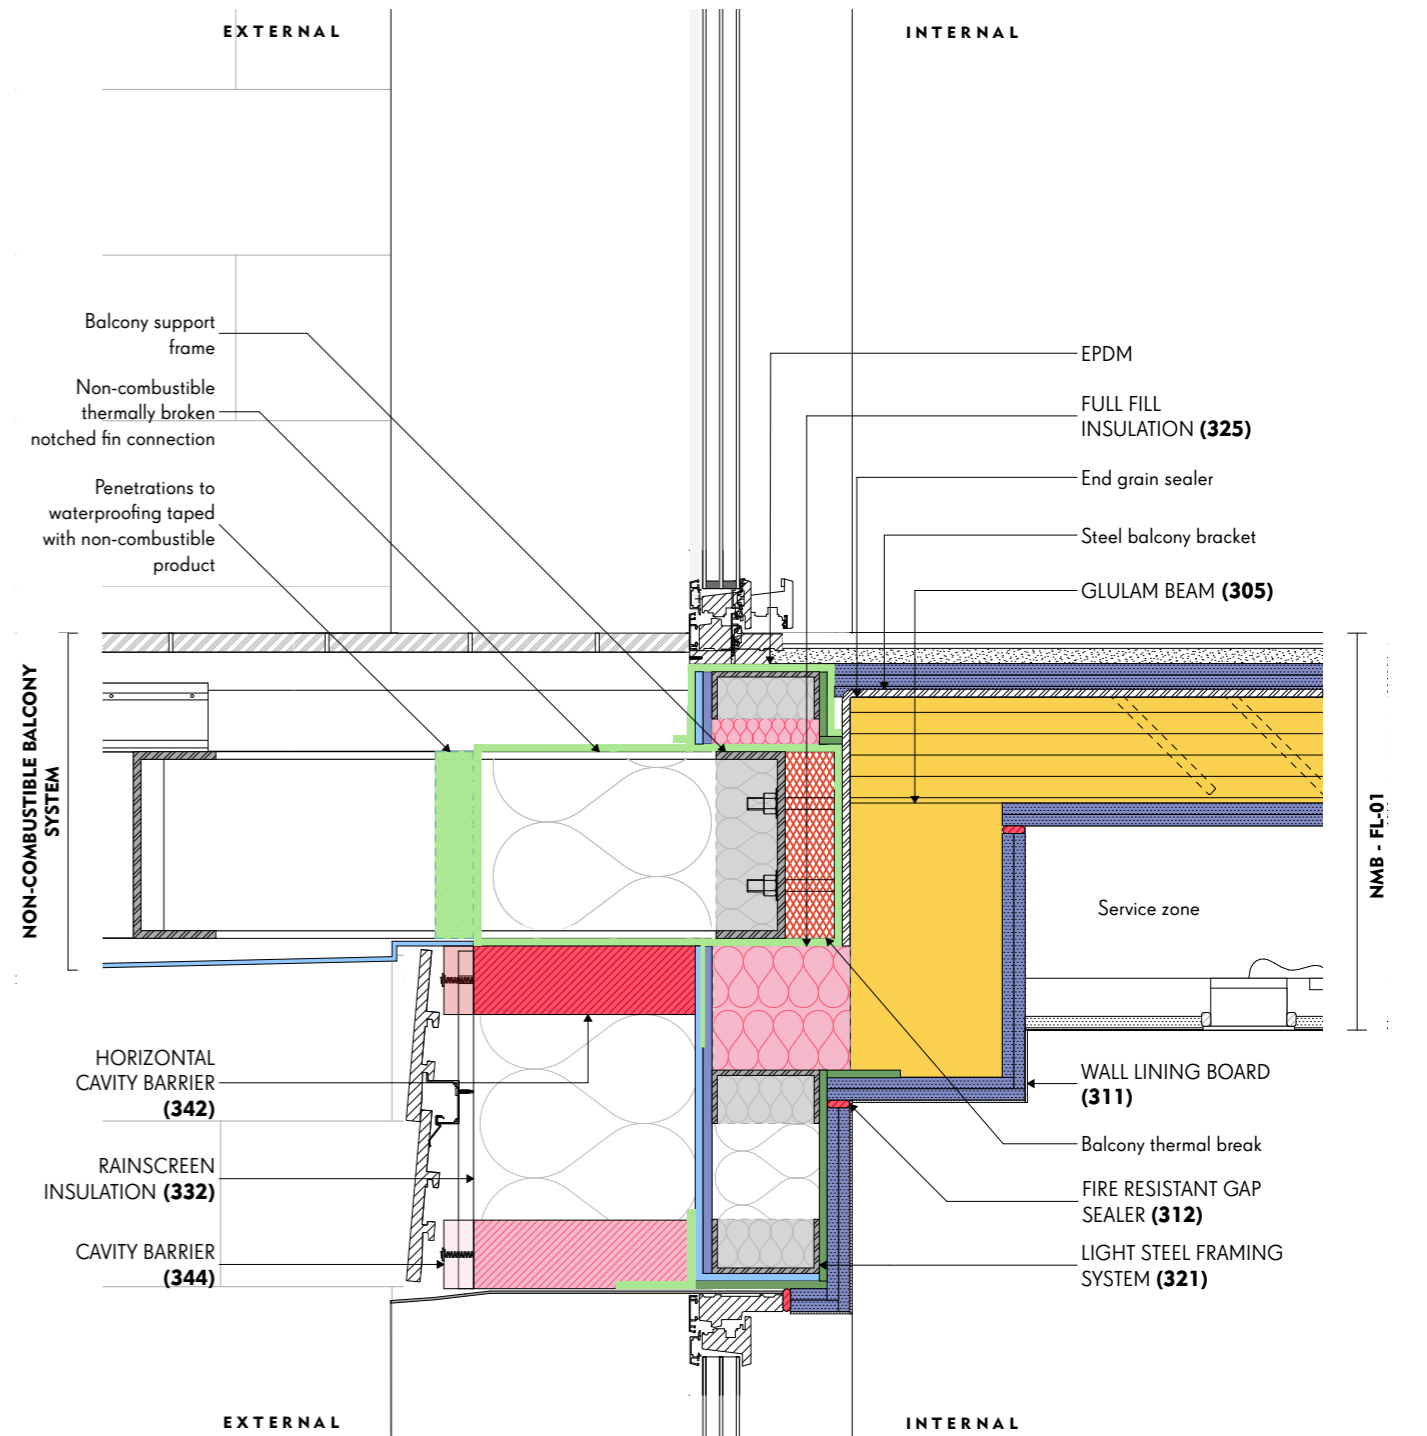 EXTERNAL
INTERNAL
Balcony support
frame
Non-combustible
thermally broken
notched fin connection
Penetrations to
waterproofing taped
with non-combustible
product
NON-COMBUSTIBLE BALCONY
SYSTEM
HORIZONTAL
CAVITY BARRIER
(342)
RAINSCREEN
INSULATION (332)
CAVITY BARRIER
(344)
EPDM
FULL FILL
INSULATION (325)
End grain sealer
Steel balcony bracket
GLULAM BEAM (305)
Service zone
NMB - FL-01
WALL LINING BOARD
(311)
Balcony thermal break
FIRE RESISTANT GAP
SEALER (312)
LIGHT STEEL FRAMING
SYSTEM (321)
EXTERNAL
INTERNAL